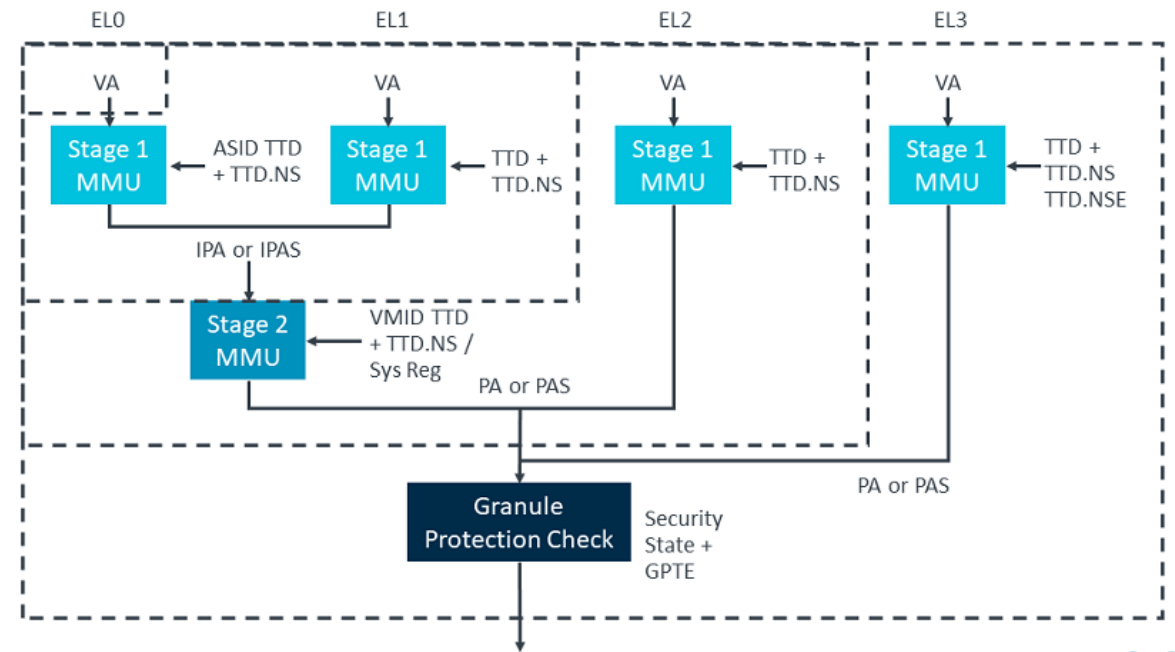 EL0
EL1
EL2
EL3
VA
VA
VA
VA
Stage 1
MMU
ASID TTD
+ TTD.NS
Stage 1
MMU
TTD +
TTD.NS
Stage 1
MMU
TTD +
TTD.NS
Stage 1
MMU
TTD +
TTD.NS
TTD.NSE
IPA or IPAS
Stage 2
MMU
VMID TTD
+ TTD.NS /
Sys Reg
PA or PAS
PA or PAS
Granule
Protection Check
Security
State +
GPTE